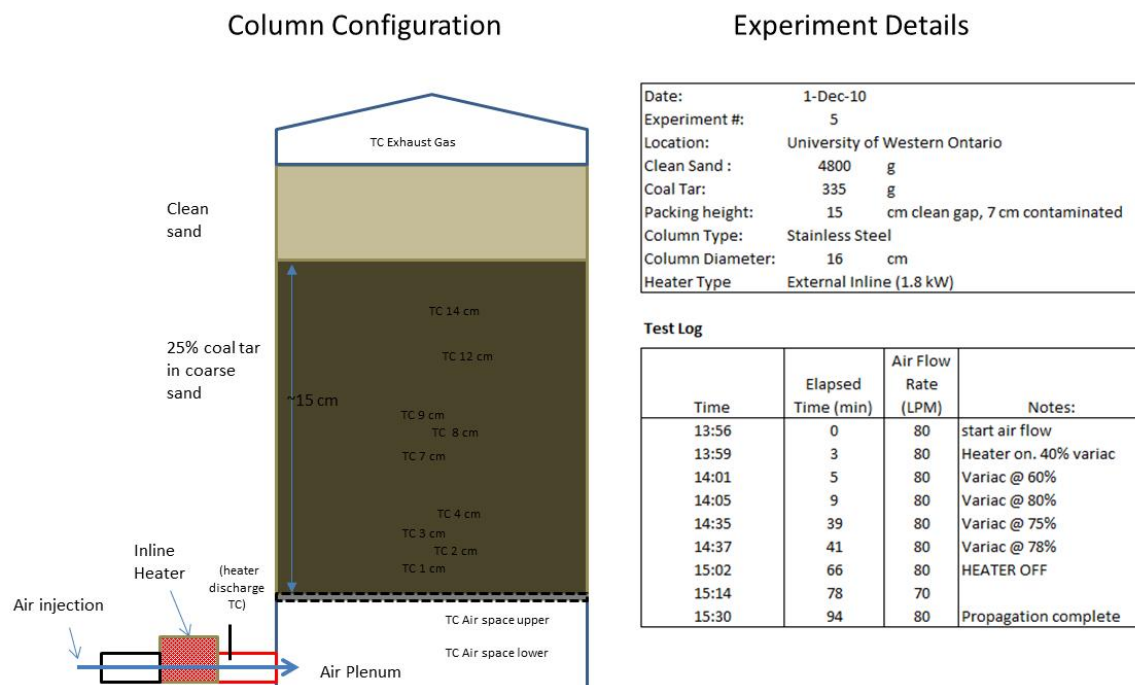 Column Configuration
TC Exhaust Gas
Clean
sand
TC 14 cm
25% coal tar
in coarse
sand
TC 12 cm
~15 cm
TC 9 cm
TC 8 cm
TC 7 cm
TC 4 cm
TC 3 cm
TC 2 cm
TC 1 cm
Inline
Heater
(heater
discharge
TC)
Air injection
TC Air space upper
TC Air space lower
Air Plenum
Experiment Details
Date: 1-Dec-10
Experiment #: 5
Location: University of Western Ontario
Clean Sand : 4800 g
Coal Tar: 335 g
Packing height: 15 cm clean gap, 7 cm contaminated
Column Type: Stainless Steel
Column Diameter: 16 cm
Heater Type External Inline (1.8 kW)
Test Log
Time Elapsed Time (min) Air Flow Rate (LPM) Notes:
13:56 0 80 start air flow
13:59 3 80 Heater on. 40% variac
14:01 5 80 Variac @ 60%
14:05 9 80 Variac @ 80%
14:35 39 80 Variac @ 75%
14:37 41 80 Variac @ 78%
15:02 66 80 HEATER OFF
15:14 78 70
15:30 94 80 Propagation complete